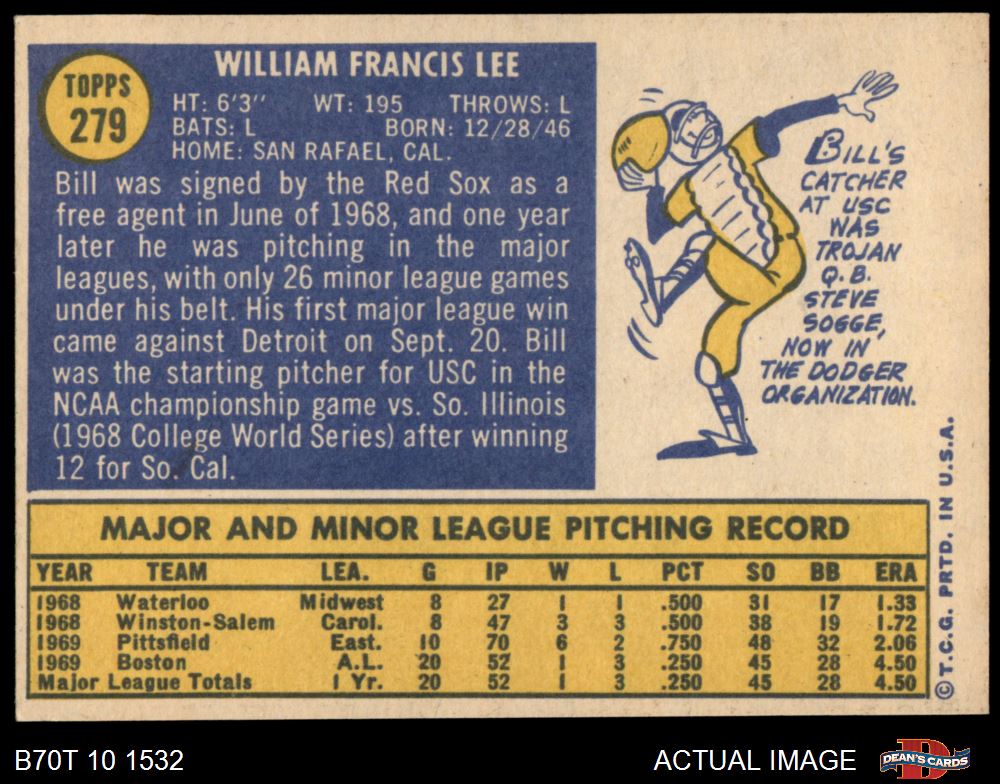 TOPPS
279
WILLIAM FRANCIS LEE
HT: 6'3" WT: 195 THROWS: L
BATS: L BORN: 12/28/46
HOME: SAN RAFAEL, CAL.
Bill was signed by the Red Sox as a
free agent in June of 1968, and one year
later he was pitching in the major
leagues, with only 26 minor league games
under his belt. His first major league win
came against Detroit on Sept. 20. Bill
was the starting pitcher for USC in the
NCAA championship game vs. So. Illinois
(1968 College World Series) after winning
12 for So. Cal.
BILL'S
CATCHER
AT USC
WAS
TROJAN
Q.B.
STEVE
SOGGE,
NOW IN
THE DODGER
ORGANIZATION.
MAJOR AND MINOR LEAGUE PITCHING RECORD
YEAR TEAM LEA. G IP W L PCT SO BB ERA
1968 Waterloo Midwest 8 27 1 1 .500 31 17 1.33
1968 Winston-Salem Carol. 8 47 3 3 .500 38 19 1.72
1969 Pittsfield East. 10 70 6 2 .750 48 32 2.06
1969 Boston A.L. 20 52 1 3 .250 45 28 4.50
Major League Totals 1 Yr. 20 52 1 3 .250 45 28 4.50
© T.C.G. PRTD. IN U.S.A.
B70T 10 1532
ACTUAL IMAGE
DEAN'S CARDS